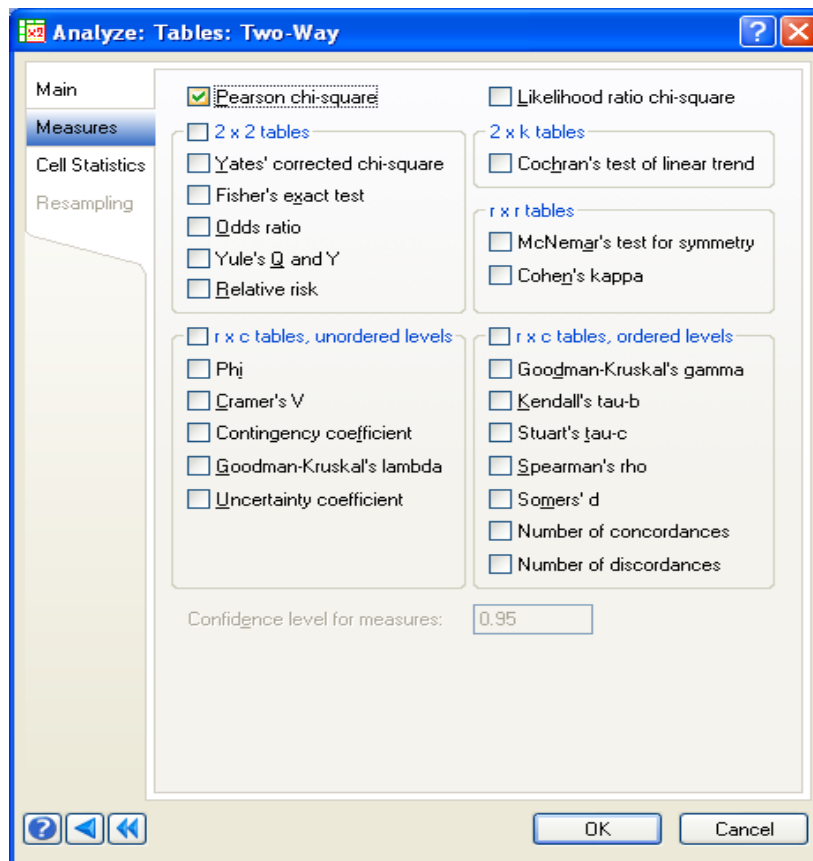 Analyze: Tables: Two-Way
Main
Measures
Cell Statistics
Resampling
Pearson chi-square
Likelihood ratio chi-square
2 x 2 tables
Yates' corrected chi-square
Fisher's exact test
Odds ratio
Yule's Q and Y
Relative risk
2 x k tables
Cochran's test of linear trend
r x r tables
McNemar's test for symmetry
Cohen's kappa
r x c tables, unordered levels
Phi
Cramer's V
Contingency coefficient
Goodman-Kruskal's lambda
Uncertainty coefficient
r x c tables, ordered levels
Goodman-Kruskal's gamma
Kendall's tau-b
Stuart's tau-c
Spearman's rho
Somers' d
Number of concordances
Number of discordances
Confidence level for measures: 0.95
OK
Cancel